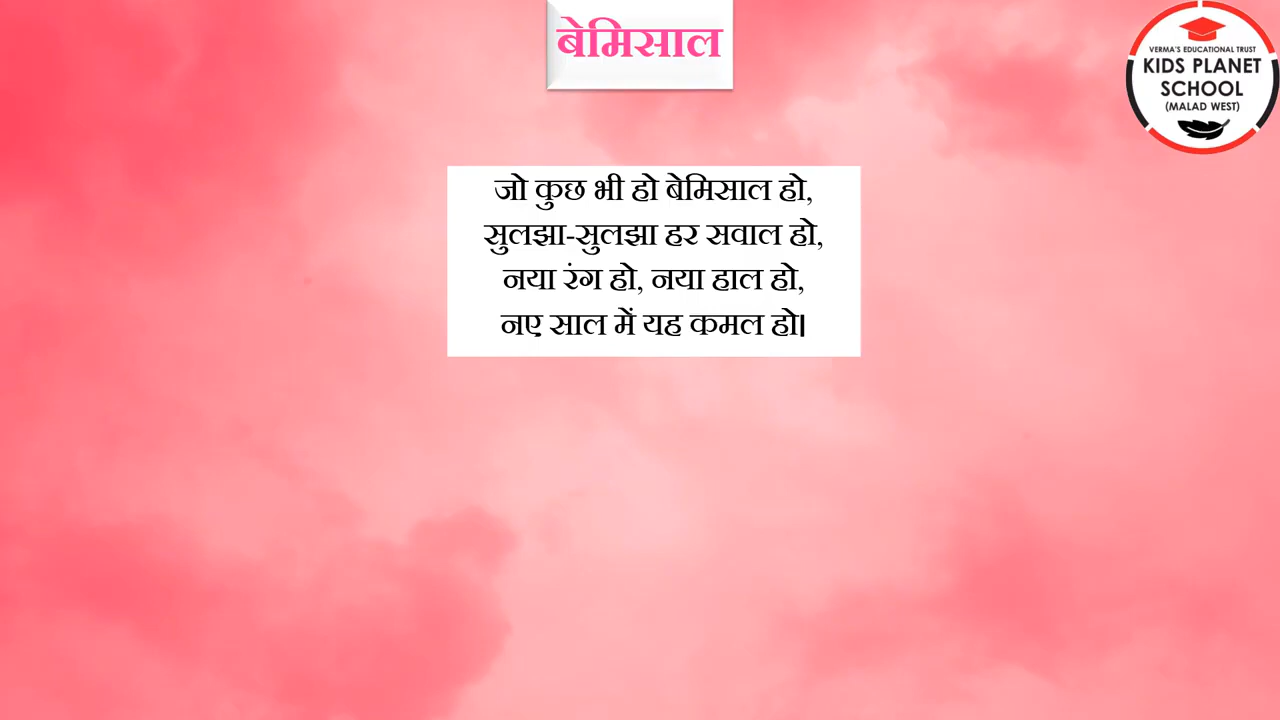 बेमिसाल
VERMA'S EDUCATIONAL TRUST
KIDS PLANET
SCHOOL
(MALAD WEST)
जो कुछ भी हो बेमिसाल हो,
सुलझा-सुलझा हर सवाल हो,
नया रंग हो, नया हाल हो,
नए साल में यह कमल हो।